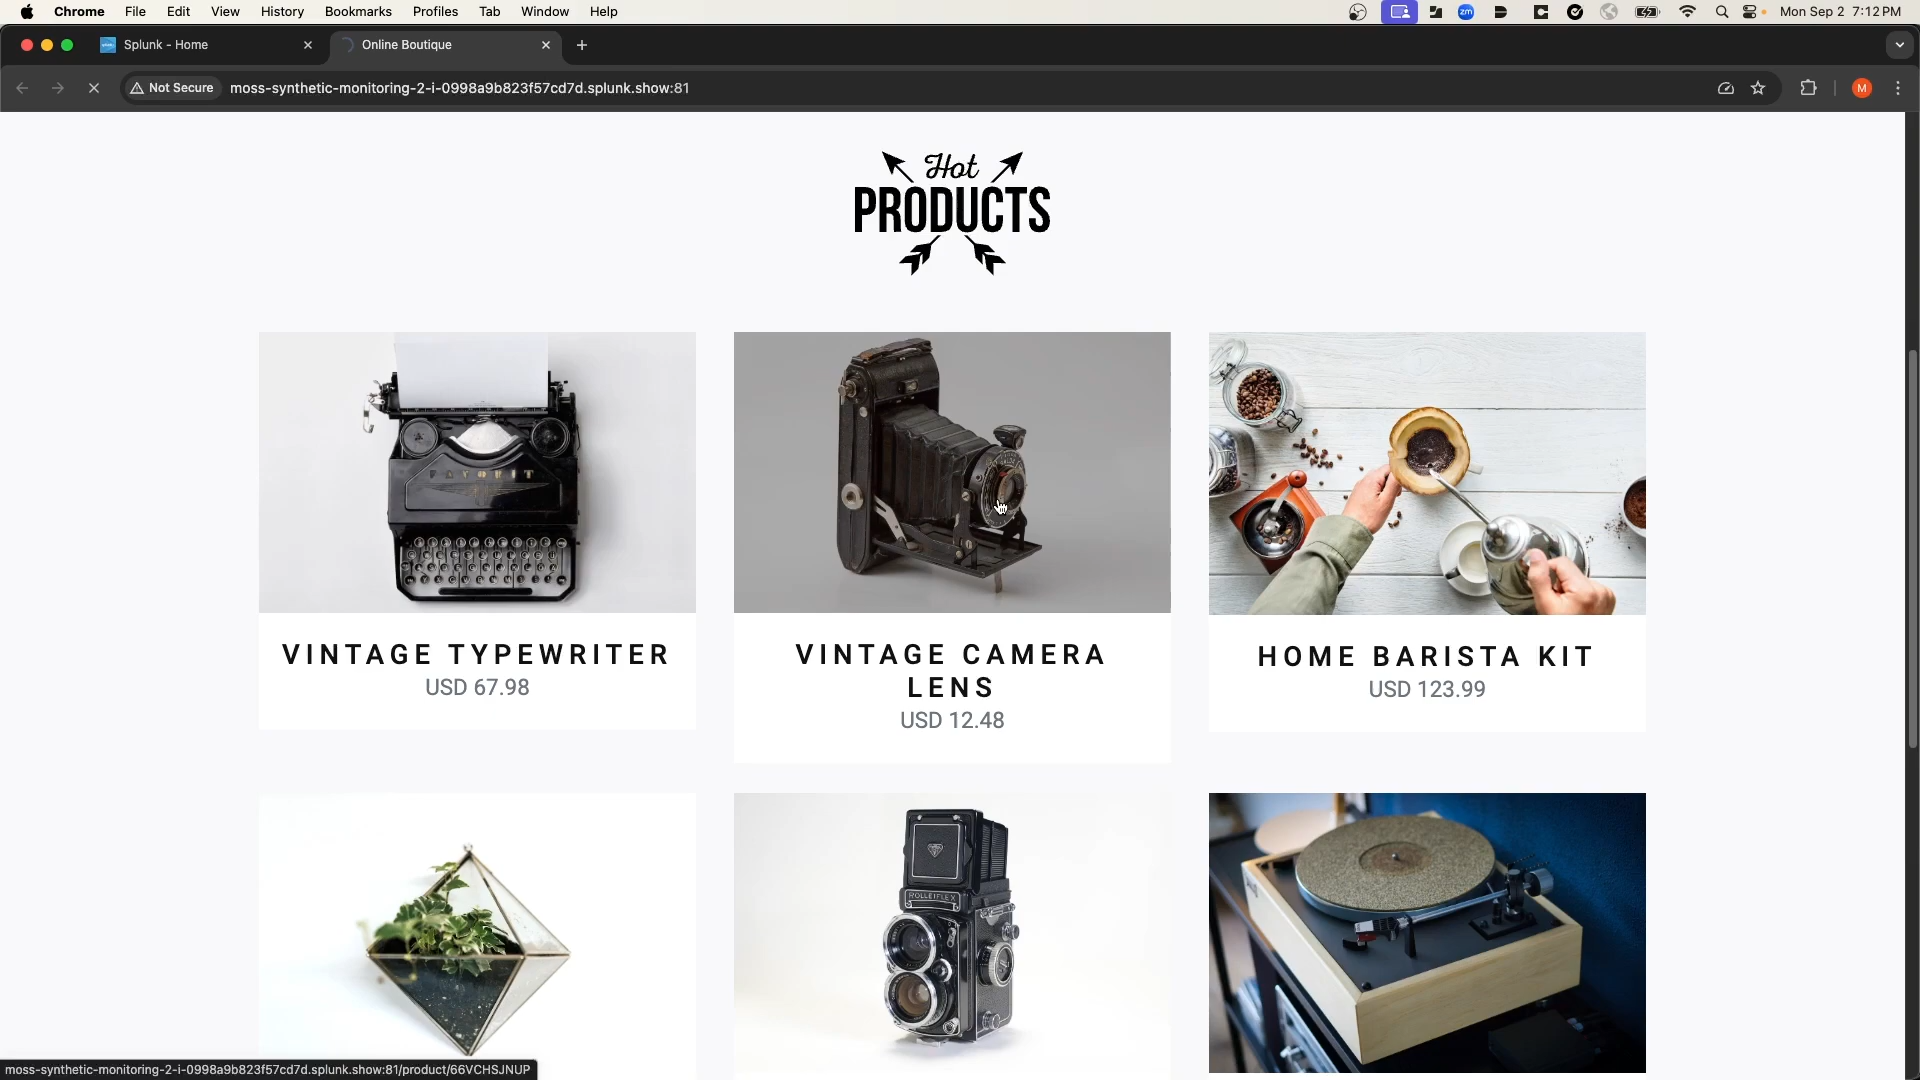 Chrome File Edit View History Bookmarks Profiles Tab Window Help
zm
Mon Sep 2 7:12 PM
Splunk - Home
Online Boutique
Not Secure
moss-synthetic-monitoring-2-i-0998a9b823f57cd7d.splunk.show:81
M
Hot
PRODUCTS
VINTAGE TYPEWRITER
USD 67.98
VINTAGE CAMERA
LENS
USD 12.48
HOME BARISTA KIT
USD 123.99
ROLLEIFLEX
moss-synthetic-monitoring-2-i-0998a9b823f57cd7d.splunk.show:81/product/66VCHSJNUP